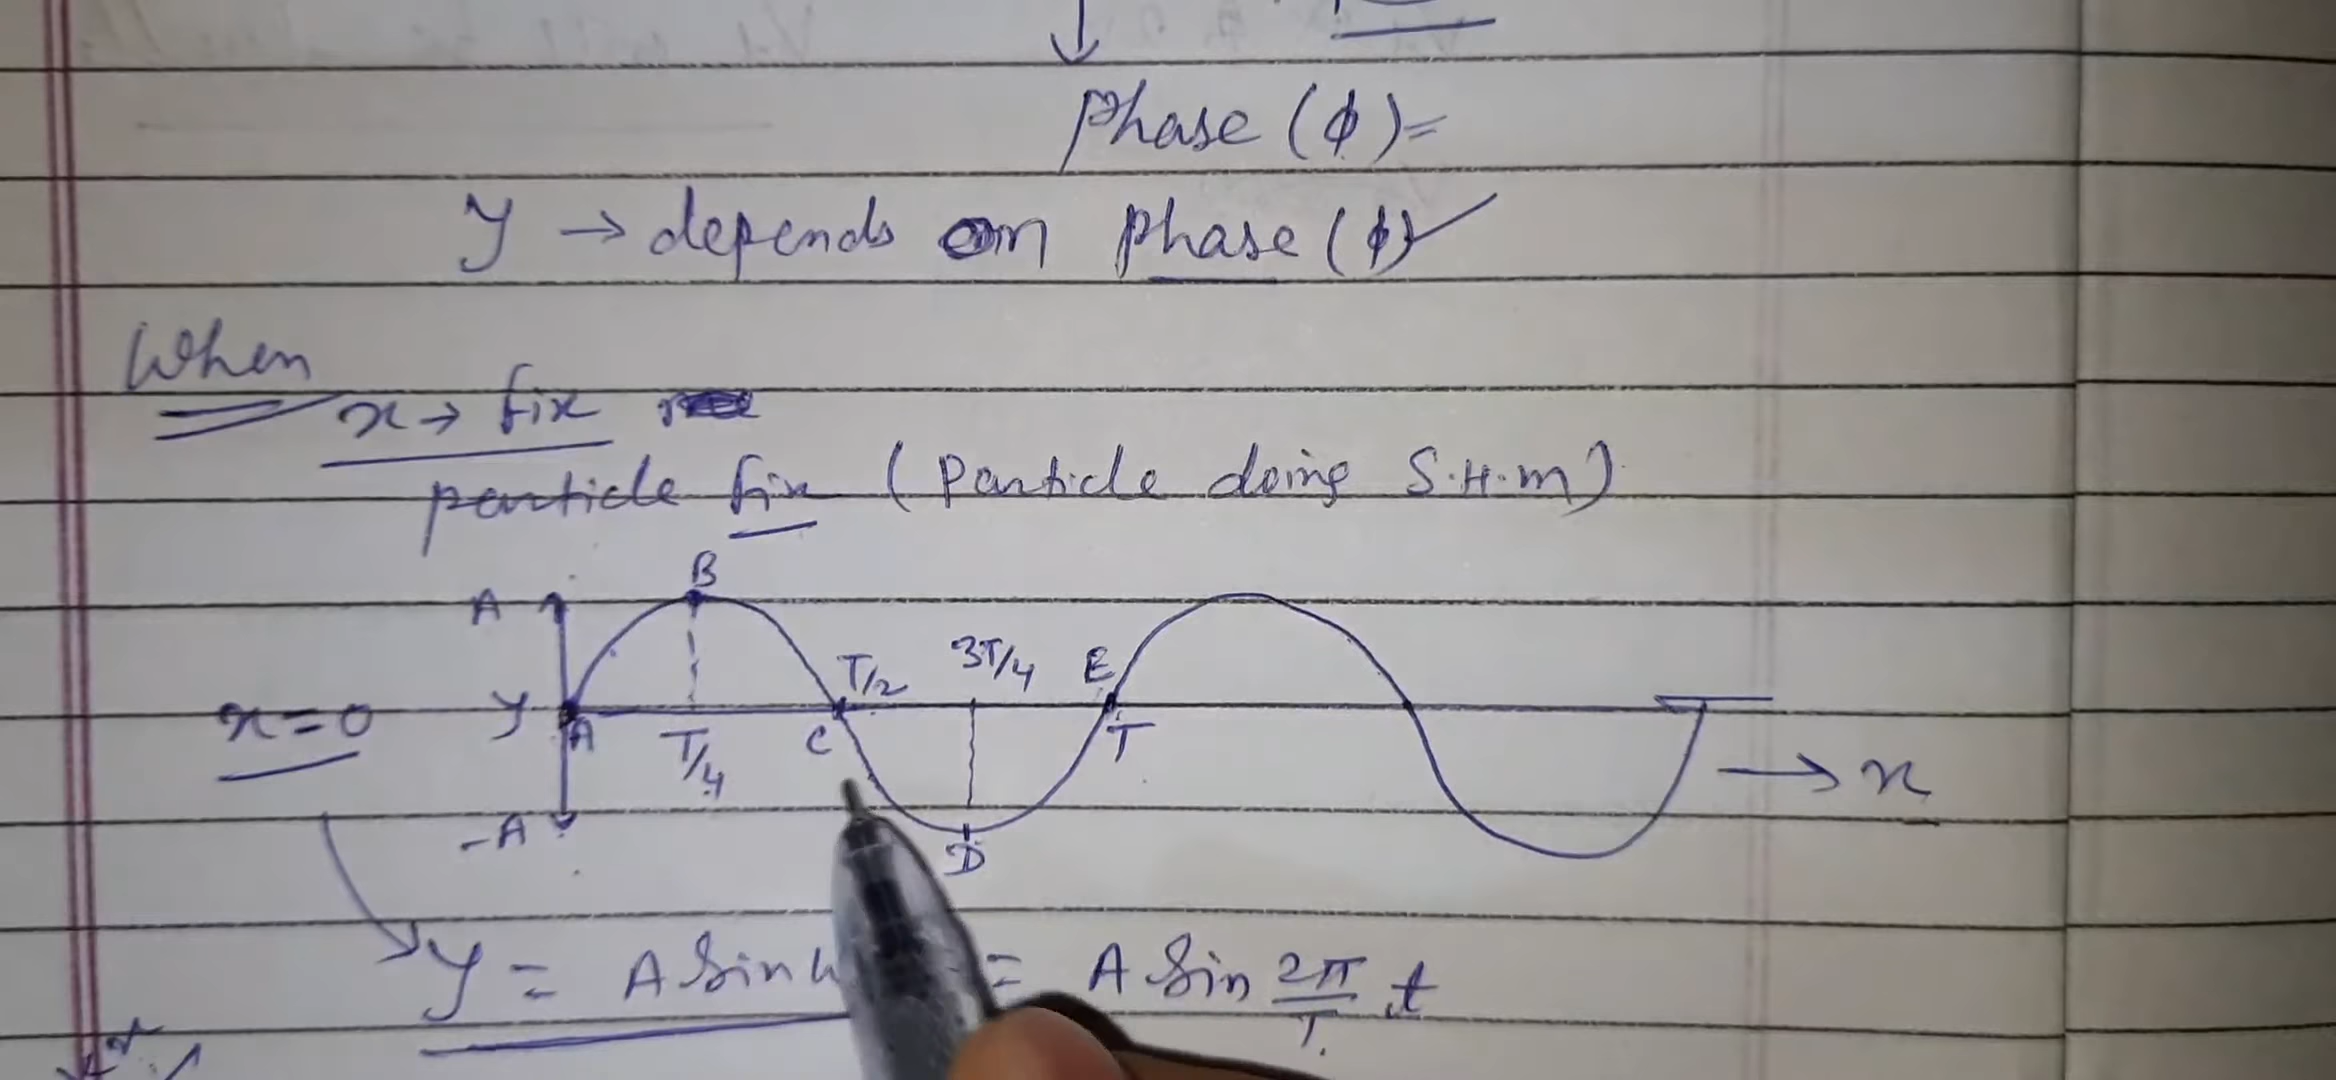 Phase (ϕ) =
y → depends on phase (ϕ) ✓
When
x → fix
particle fix (Particle doing S.H.M)
B
A
T/2 3T/4 E
x = 0 y A T/4 C T → x
-A D
y = A Sin = A Sin 2π/T t